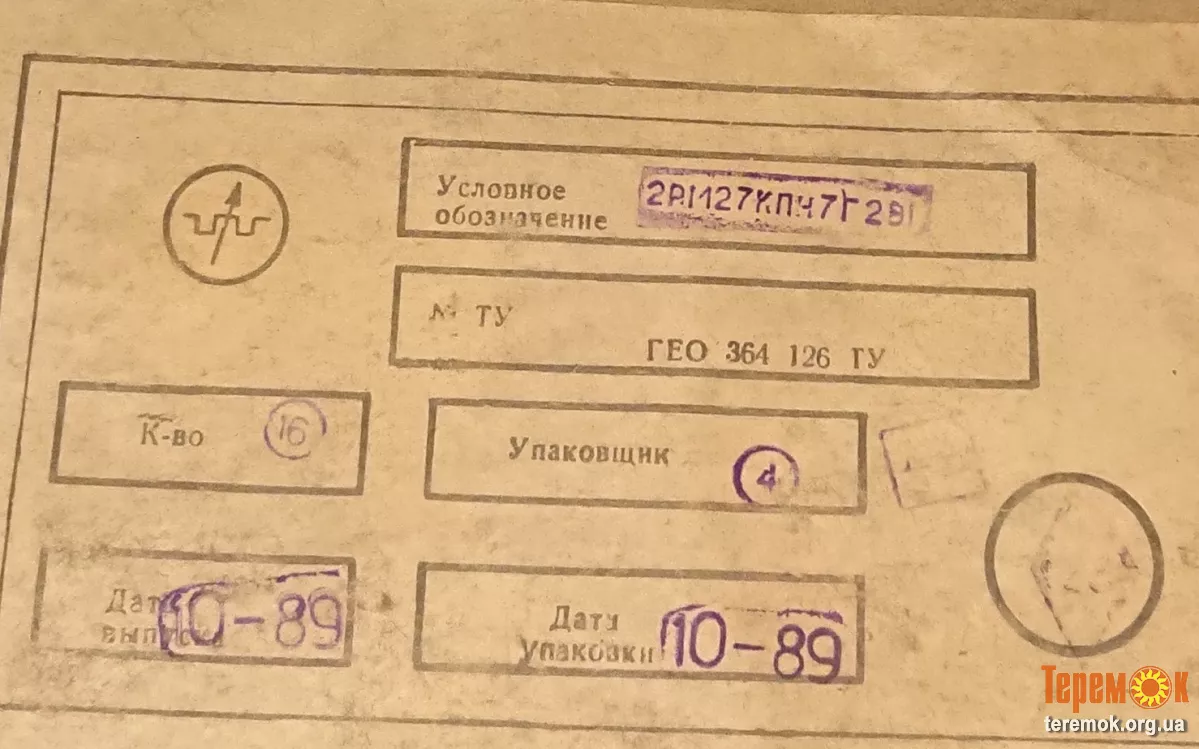 Условное
обозначение
2РМ27КПН7Г2В1
№ ТУ
ГЕО 364 126 ТУ
К-во 16
Упаковщик 4
Дата
выпуска 10-89
Дата
упаковки 10-89
Теремок
teremok.org.ua